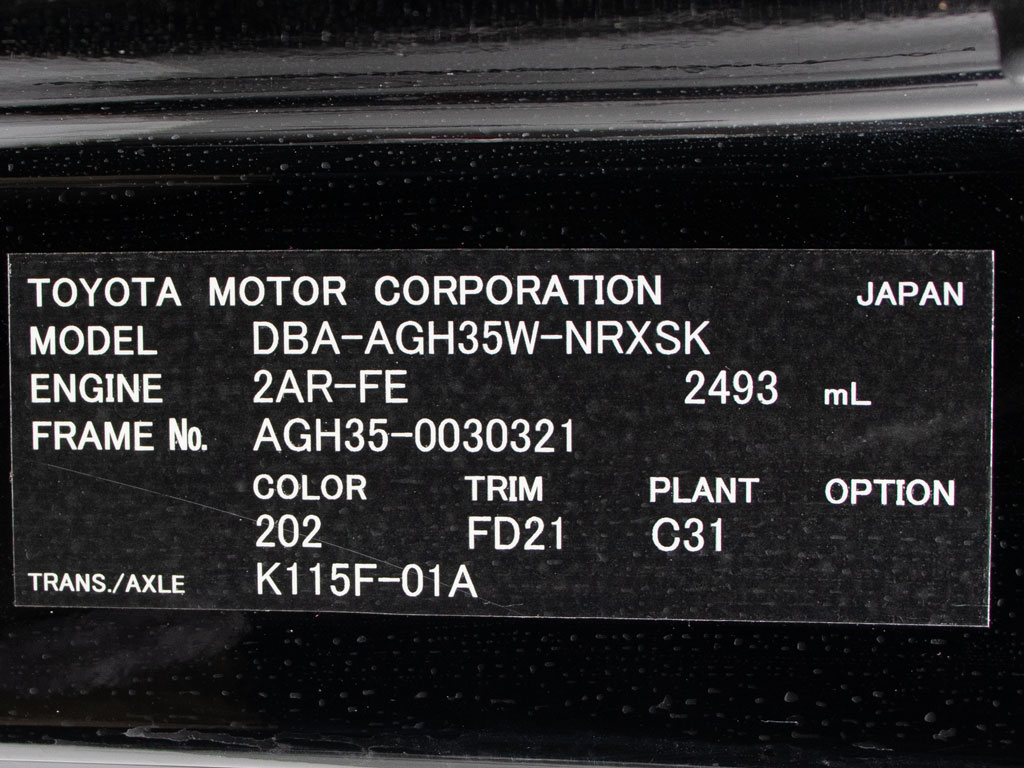 TOYOTA MOTOR CORPORATION JAPAN
MODEL DBA-AGH35W-NRXSK
ENGINE 2AR-FE 2493 mL
FRAME No. AGH35-0030321
COLOR TRIM PLANT OPTION
202 FD21 C31
TRANS./AXLE K115F-01A